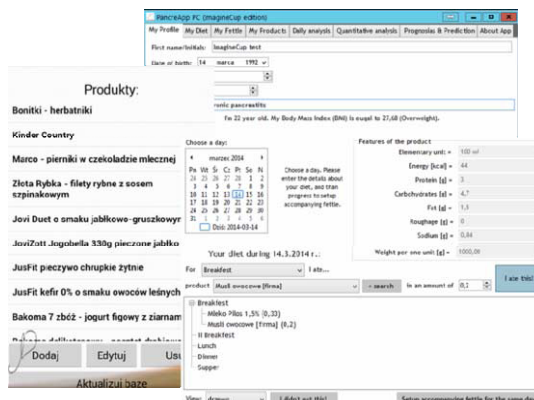 PancreApp PC (ImagineCup edition)
My Profile My Diet My Fettle My Products Daily analysis Quantitative analysis Prognosis & Prediction About App
First name/Initials: ImagineCup test
Date of birth: 14 marca 1992
ronic pancreatitis
I'm 22 year old. My Body Mass Index (BMI) is euqal to 27,68 (Overweight).
Produkty:
Bonitki - herbatniki
Kinder Country
Marco - pierniki w czekoladzie mlecznej
Złota Rybka - filety rybne z sosem
szpinakowym
Jovi Duet o smaku jabłkowo-gruszkowyr
JoviZott Jogobella 330g pieczone jabłko
JusFit pieczywo chrupkie żytnie
JusFit kefir 0% o smaku owoców leśnych
Bakoma 7 zbóż - jogurt figowy z ziarnam
Dodaj Edytuj Usu
Aktualizuj bazę
Choose a day:
marzec 2014
Pn Wt Śr Cz Pt So N
24 25 26 27 28 1 2
3 4 5 6 7 8 9
10 11 12 13 14 15 16
17 18 19 20 21 22 23
24 25 26 27 28 29 30
31 1 2 3 4 5 6
Dziś: 2014-03-14
Choose a day. Please
enter the details about
your diet, and than
progress to setup
accompanying fettle.
Features of the product
Elementary unit: = 100 ml
Energy [kcal] = 44
Protein [g] = 3
Carbohydrates [g] = 4,7
Fat [g] = 1,5
Roughage [g] = 0
Sodium [g] = 0,04
Weight per one unit [g] = 1000,00
Your diet during 14.3.2014 r.:
For Breakfest I ate...
product Musli owocowe [firma] - search in an amount of 0,2 I ate this!
Breakfest
Mleko Pilos 1,5% (0,33)
Musli owocowe [firma] (0,2)
II Breakfest
Lunch
Dinner
Supper
View: drzewo I didn't eat this! Setup accompanying fettle for the same da